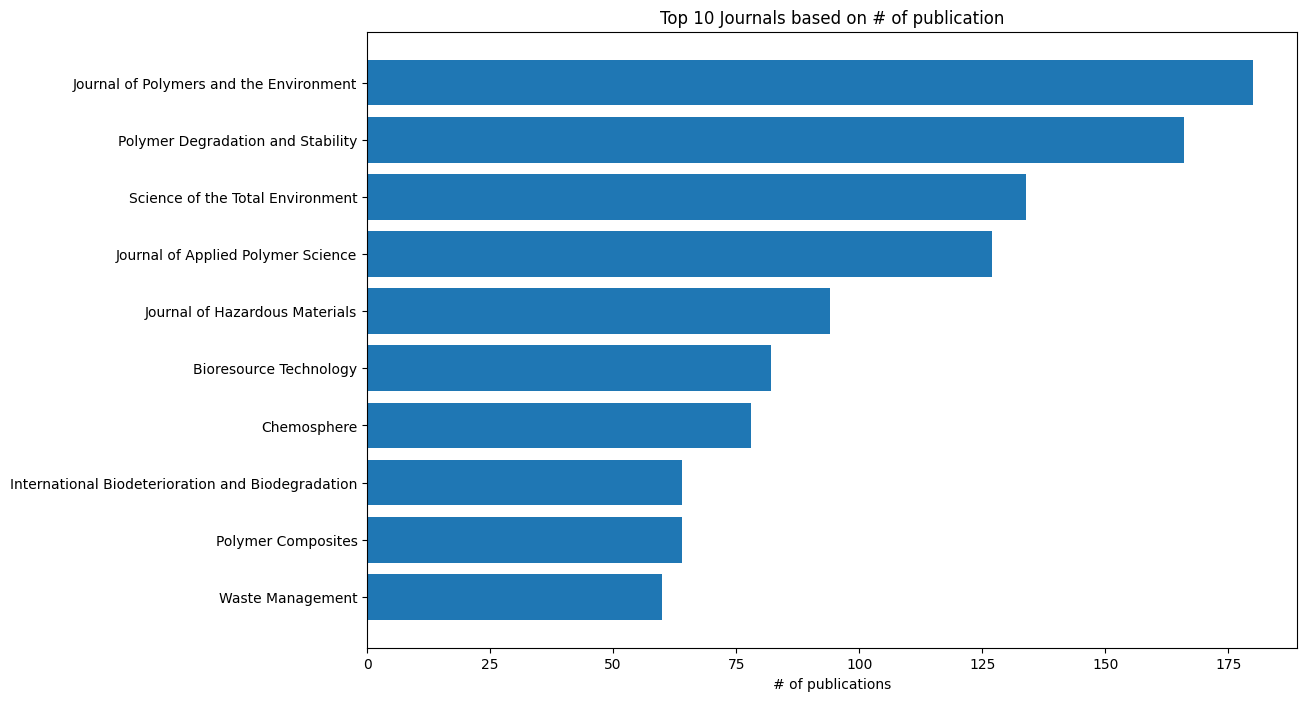 Top 10 Journals based on # of publication
Journal of Polymers and the Environment
Polymer Degradation and Stability
Science of the Total Environment
Journal of Applied Polymer Science
Journal of Hazardous Materials
Bioresource Technology
Chemosphere
International Biodeterioration and Biodegradation
Polymer Composites
Waste Management
0 25 50 75 100 125 150 175
# of publications